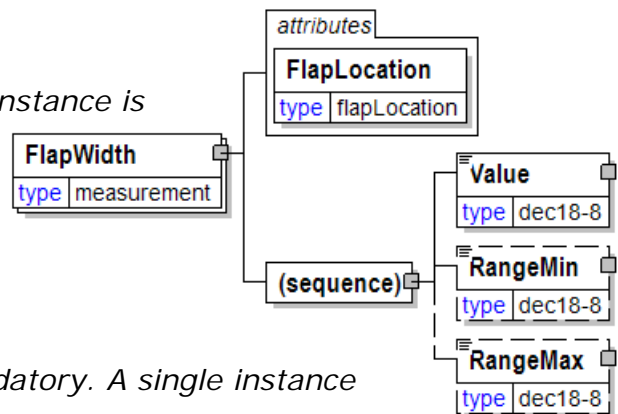 attributes
FlapLocation
type flapLocation
nstance is
FlapWidth
type measurement
Value
type dec18-8
(sequence)
RangeMin
type dec18-8
RangeMax
type dec18-8
datory. A single instance